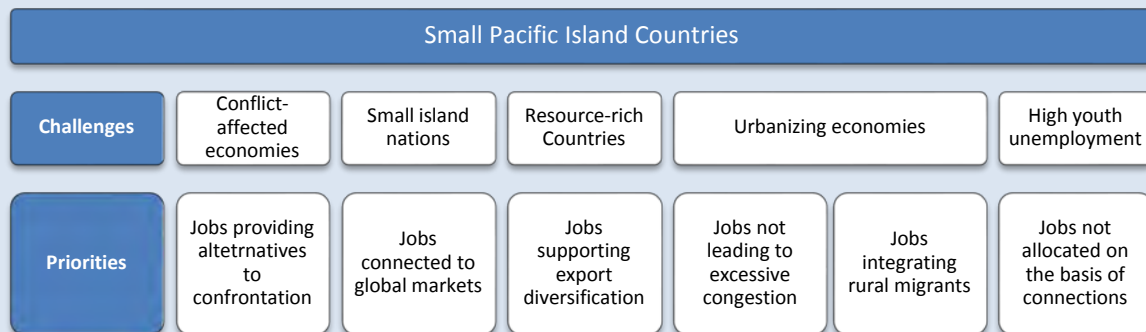 Small Pacific Island Countries
Challenges
Conflict-
affected
economies
Small island
nations
Resource-rich
Countries
Urbanizing economies
High youth
unemployment
Priorities
Jobs providing
altetrnatives
to
confrontation
Jobs
connected to
global markets
Jobs
supporting
export
diversification
Jobs not
leading to
excessive
congestion
Jobs
integrating
rural migrants
Jobs not
allocated on
the basis of
connections